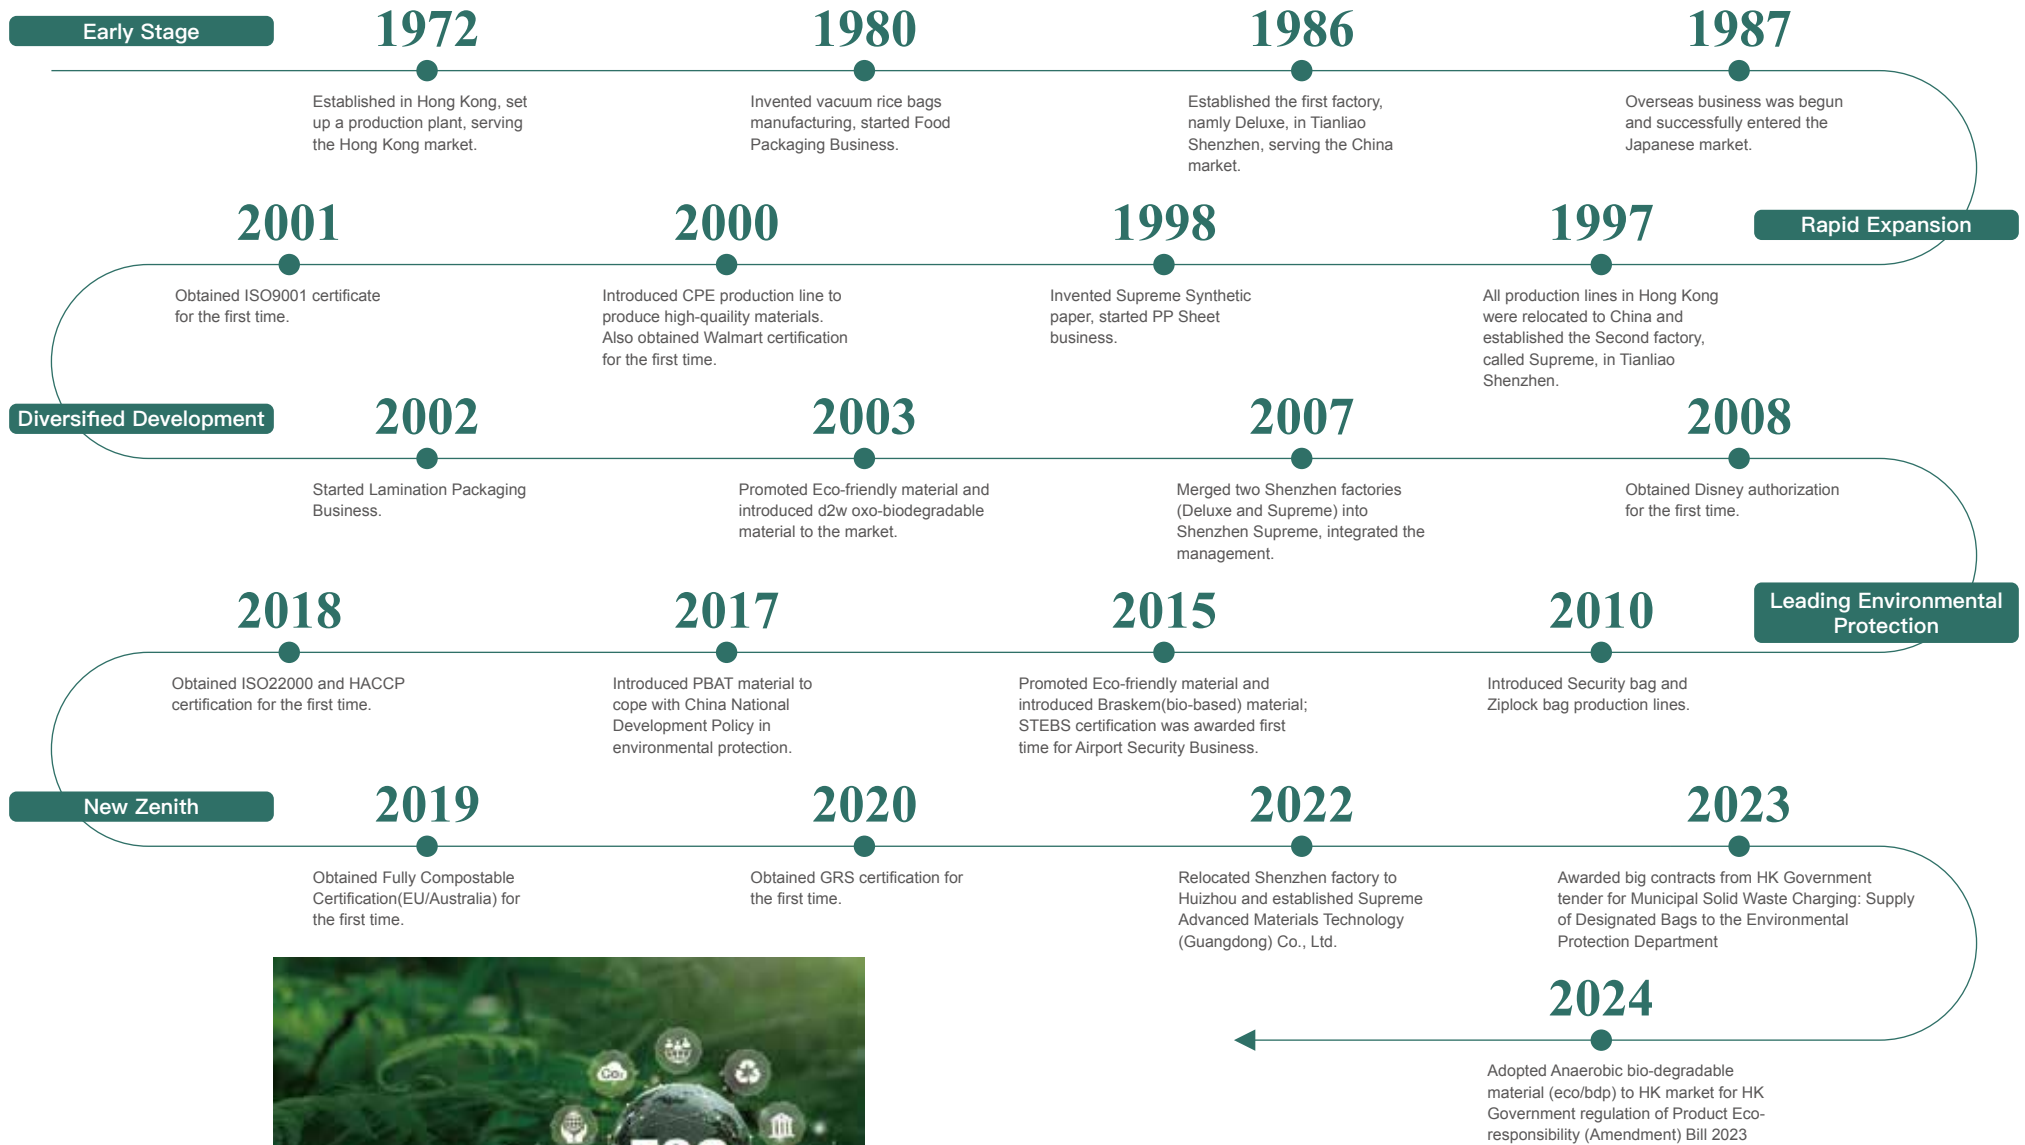 Early Stage
1972
Established in Hong Kong, set
up a production plant, serving
the Hong Kong market.
1980
Invented vacuum rice bags
manufacturing, started Food
Packaging Business.
1986
Established the first factory,
namly Deluxe, in Tianliao
Shenzhen, serving the China
market.
1987
Overseas business was begun
and successfully entered the
Japanese market.
Rapid Expansion
1997
All production lines in Hong Kong
were relocated to China and
established the Second factory,
called Supreme, in Tianliao
Shenzhen.
1998
Invented Supreme Synthetic
paper, started PP Sheet
business.
2000
Introduced CPE production line to
produce high-quaility materials.
Also obtained Walmart certification
for the first time.
2001
Obtained ISO9001 certificate
for the first time.
Diversified Development
2002
Started Lamination Packaging
Business.
2003
Promoted Eco-friendly material and
introduced d2w oxo-biodegradable
material to the market.
2007
Merged two Shenzhen factories
(Deluxe and Supreme) into
Shenzhen Supreme, integrated the
management.
2008
Obtained Disney authorization
for the first time.
Leading Environmental
Protection
2010
Introduced Security bag and
Ziplock bag production lines.
2015
Promoted Eco-friendly material and
introduced Braskem(bio-based) material;
STEBS certification was awarded first
time for Airport Security Business.
2017
Introduced PBAT material to
cope with China National
Development Policy in
environmental protection.
2018
Obtained ISO22000 and HACCP
certification for the first time.
New Zenith
2019
Obtained Fully Compostable
Certification(EU/Australia) for
the first time.
2020
Obtained GRS certification for
the first time.
2022
Relocated Shenzhen factory to
Huizhou and established Supreme
Advanced Materials Technology
(Guangdong) Co., Ltd.
2023
Awarded big contracts from HK Government
tender for Municipal Solid Waste Charging: Supply
of Designated Bags to the Environmental
Protection Department
2024
Adopted Anaerobic bio-degradable
material (eco/bdp) to HK market for HK
Government regulation of Product Eco-
responsibility (Amendment) Bill 2023
CO₂